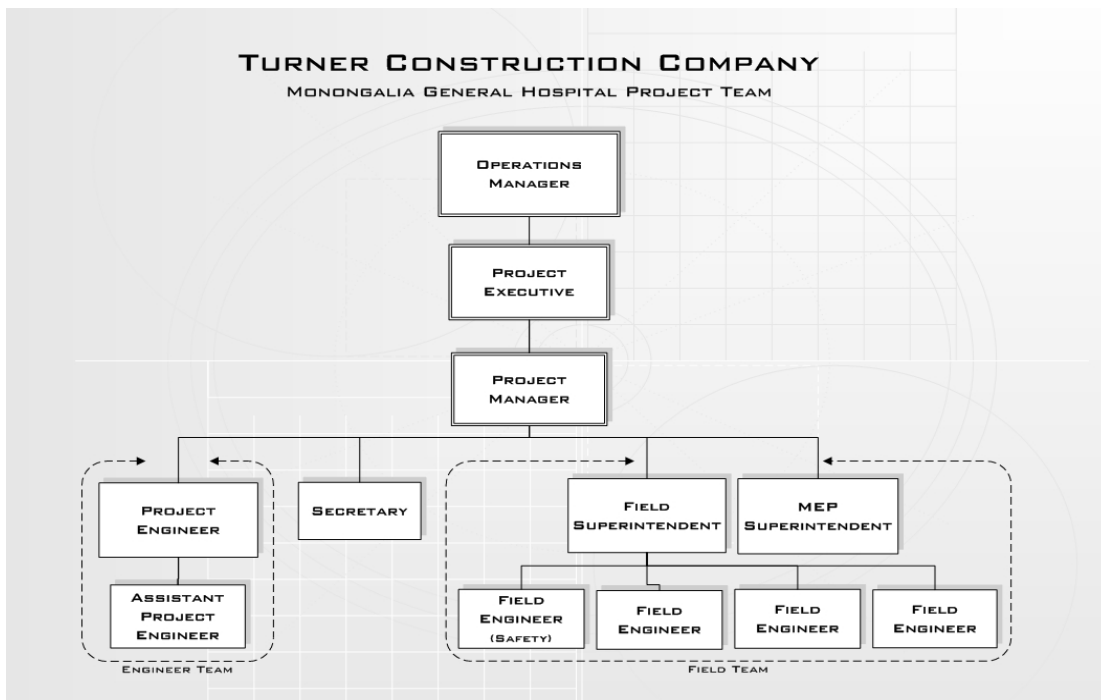 TURNER CONSTRUCTION COMPANY
MONONGALIA GENERAL HOSPITAL PROJECT TEAM
OPERATIONS
MANAGER
PROJECT
EXECUTIVE
PROJECT
MANAGER
PROJECT
ENGINEER
SECRETARY
FIELD
SUPERINTENDENT
MEP
SUPERINTENDENT
ASSISTANT
PROJECT
ENGINEER
FIELD
ENGINEER
(SAFETY)
FIELD
ENGINEER
FIELD
ENGINEER
FIELD
ENGINEER
ENGINEER TEAM
FIELD TEAM